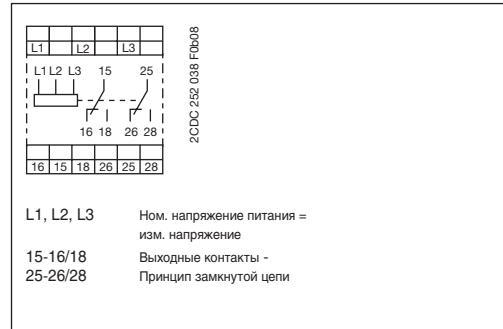 L1 L2 L3
L1 L2 L3 15 25
16 18 26 28
16 15 18 26 25 28
2CDC 252 038 F0b08
L1, L2, L3 Ном. напряжение питания =
изм. напряжение
15-16/18 Выходные контакты -
25-26/28 Принцип замкнутой цепи